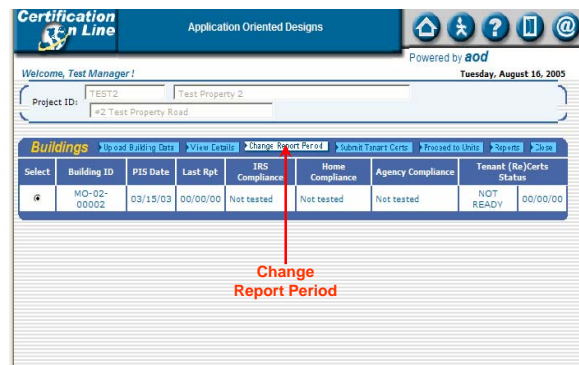 Certification
On Line
Application Oriented Designs
Powered by aod
Welcome, Test Manager!
Tuesday, August 16, 2005
Project ID: TEST2 Test Property 2
#2 Test Property Road
Buildings Upload Building Data View Details Change Report Period Submit Tenant Certs Proceed to Units Reports Close
Select Building ID PIS Date Last Rpt IRS Compliance Home Compliance Agency Compliance Tenant (Re)Certs Status
MO-02-00002 03/15/03 00/00/00 Not tested Not tested Not tested NOT READY 00/00/00
Change
Report Period